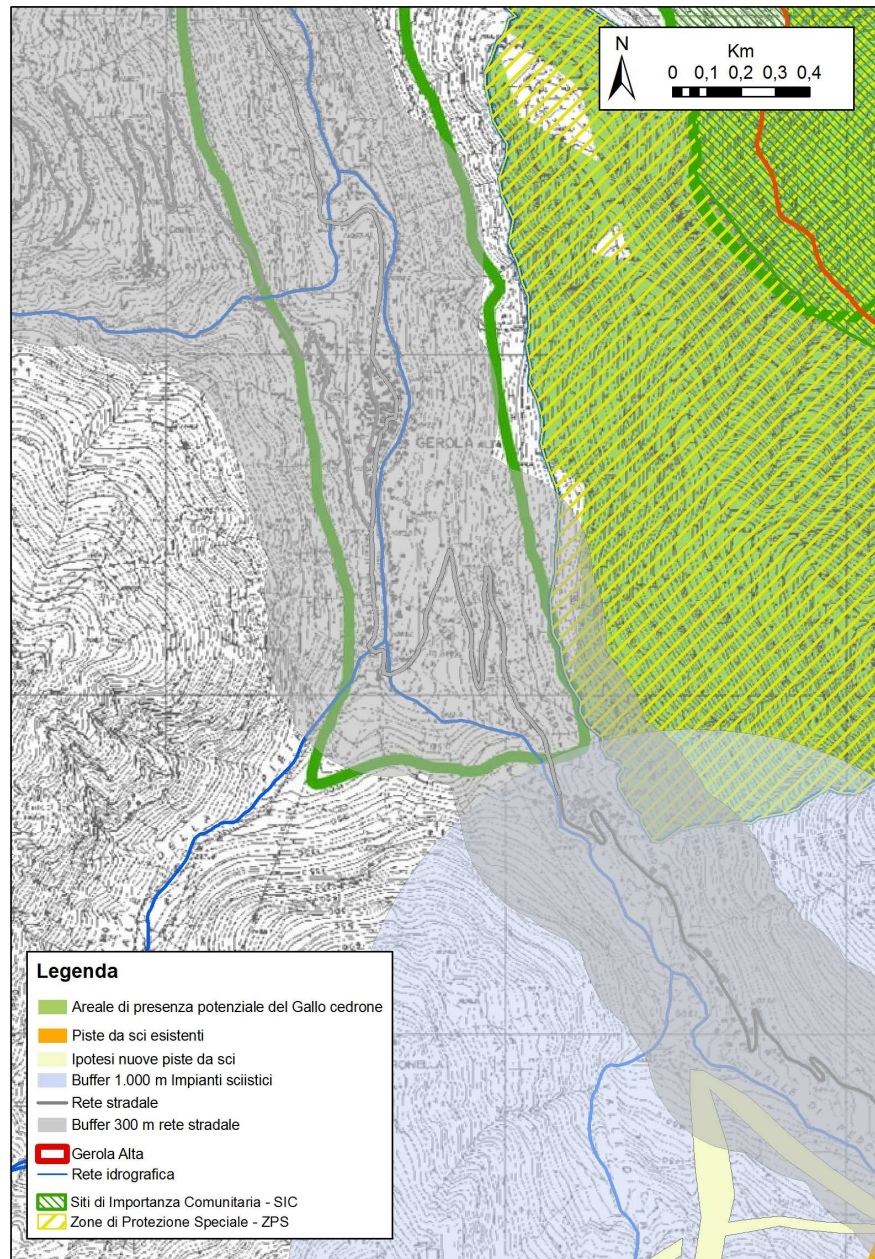 N
Km
0 0,1 0,2 0,3 0,4
GEROLA
Legenda
Areale di presenza potenziale del Gallo cedrone
Piste da sci esistenti
Ipotesi nuove piste da sci
Buffer 1.000 m Impianti sciistici
Rete stradale
Buffer 300 m rete stradale
Gerola Alta
Rete idrografica
Siti di Importanza Comunitaria - SIC
Zone di Protezione Speciale - ZPS